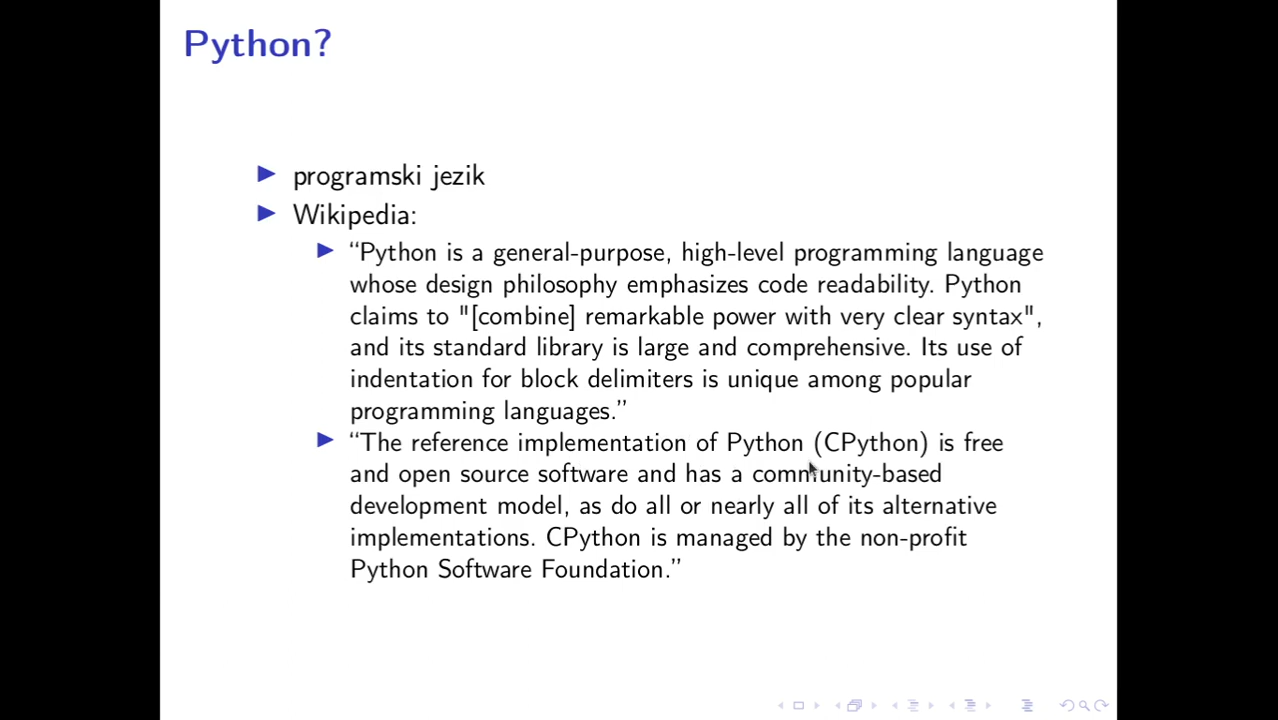 Python?
programski jezik
Wikipedia:
“Python is a general-purpose, high-level programming language
whose design philosophy emphasizes code readability. Python
claims to "[combine] remarkable power with very clear syntax",
and its standard library is large and comprehensive. Its use of
indentation for block delimiters is unique among popular
programming languages.”
“The reference implementation of Python (CPython) is free
and open source software and has a community-based
development model, as do all or nearly all of its alternative
implementations. CPython is managed by the non-profit
Python Software Foundation.”